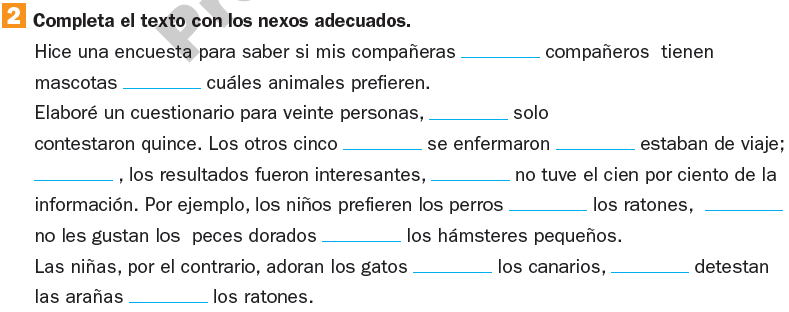 2 Completa el texto con los nexos adecuados.
Hice una encuesta para saber si mis compañeras ________ compañeros tienen
mascotas ________ cuáles animales prefieren.
Elaboré un cuestionario para veinte personas, ________ solo
contestaron quince. Los otros cinco ________ se enfermaron ________ estaban de viaje;
________ , los resultados fueron interesantes, ________ no tuve el cien por ciento de la
información. Por ejemplo, los niños prefieren los perros ________ los ratones, ________
no les gustan los peces dorados ________ los hámsteres pequeños.
Las niñas, por el contrario, adoran los gatos ________ los canarios, ________ detestan
las arañas ________ los ratones.